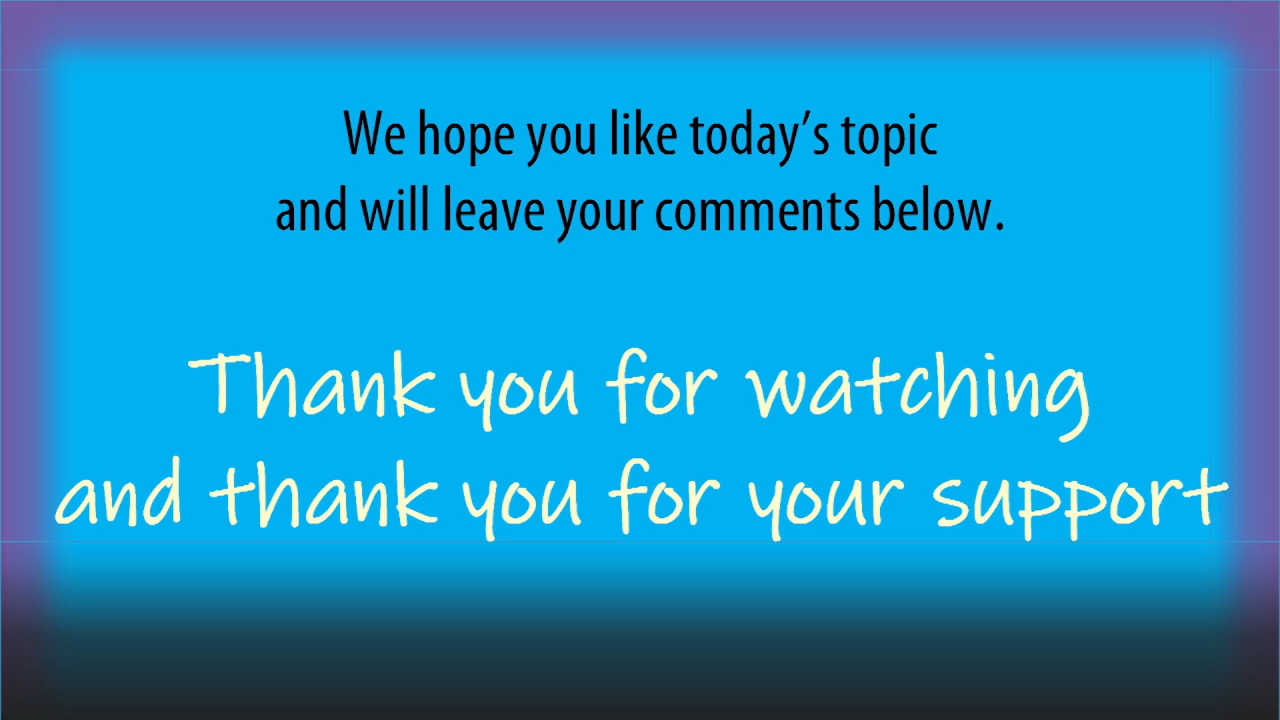 We hope you like today’s topic
and will leave your comments below.
Thank you for watching
and thank you for your support